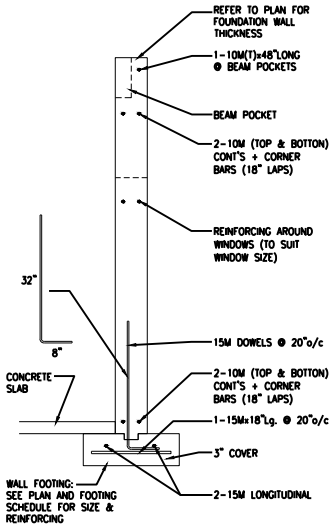 REFER TO PLAN FOR
FOUNDATION WALL
THICKNESS
1-10M(T)x48"LONG
@ BEAM POCKETS
BEAM POCKET
2-10M (TOP & BOTTON)
CONT'S + CORNER
BARS (18" LAPS)
REINFORCING AROUND
WINDOWS (TO SUIT
WINDOW SIZE)
32"
8"
15M DOWELS @ 20"o/c
CONCRETE
SLAB
2-10M (TOP & BOTTON)
CONT'S + CORNER
BARS (18" LAPS)
1-15Mx18"Lg. @ 20"o/c
3" COVER
WALL FOOTING:
SEE PLAN AND FOOTING
SCHEDULE FOR SIZE &
REINFORCING
2-15M LONGITUDINAL